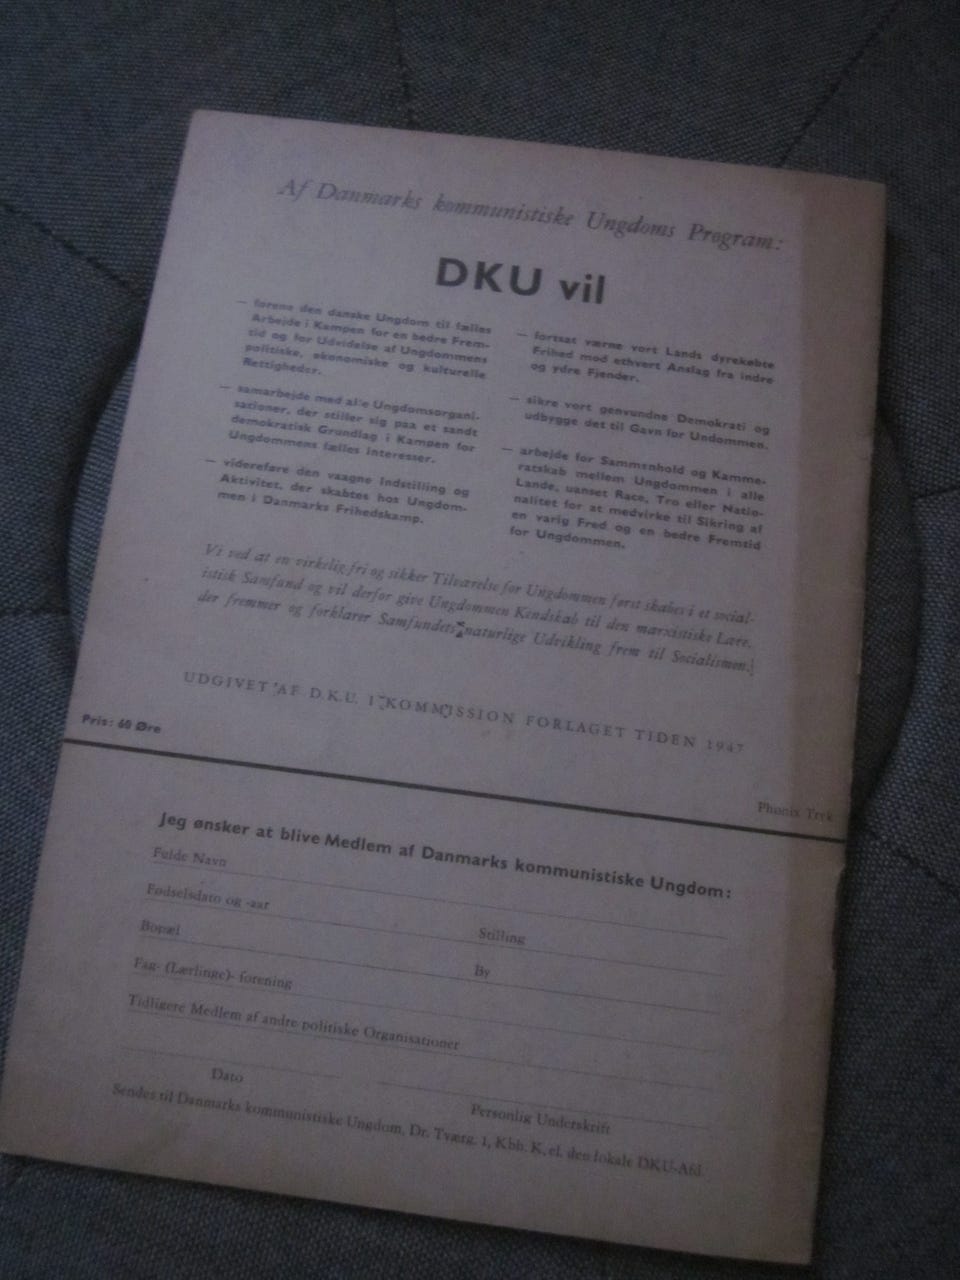 Af Danmarks kommunistiske Ungdoms Program:
DKU vil
— forene den danske Ungdom til fælles
Arbejde i Kampen for en bedre Frem-
tid og for Udvidelse af Ungdommens
politiske, økonomiske og kulturelle
Rettigheder.
— samarbejde med alle Ungdomsorgani-
sationer, der stiller sig paa et sandt
demokratisk Grundlag i Kampen for
Ungdommens fælles Interesser.
— videreføre den vaagne Indstilling og
Aktivitet, der skabtes hos Ungdom-
men i Danmarks Frihedskamp.
— fortsat værne vort Lands dyrekøbte
Frihed mod ethvert Anslag fra indre
og ydre Fjender.
— sikre vort genvundne Demokrati og
udbygge det til Gavn for Undommen.
— arbejde for Sammenhold og Kamme-
ratskab mellem Ungdommen i alle
Lande, uanset Race, Tro eller Natio-
nalitet for at medvirke til Sikring af
en varig Fred og en bedre Fremtid
for Ungdommen.
Vi ved at en virkelig fri og sikker Tilværelse for Ungdommen først skabes i et social-
istisk Samfund og vil derfor give Ungdommen Kendskab til den marxistiske Lære,
der fremmer og forklarer Samfundets naturlige Udvikling frem til Socialismen.
UDGIVET AF D.K.U. I KOMMISSION FORLAGET TIDEN 1947
Pris: 60 Øre
Phønix Tryk
Jeg ønsker at blive Medlem af Danmarks kommunistiske Ungdom:
Fulde Navn
Fødselsdato og -aar
Stilling
Bopæl
By
Fag- (Lærlinge)- forening
Tidligere Medlem af andre politiske Organisationer
Dato
Personlig Underskrift
Sendes til Danmarks kommunistiske Ungdom, Dr. Tværg. 1, Kbh. K, el. den lokale DKU-Afd.